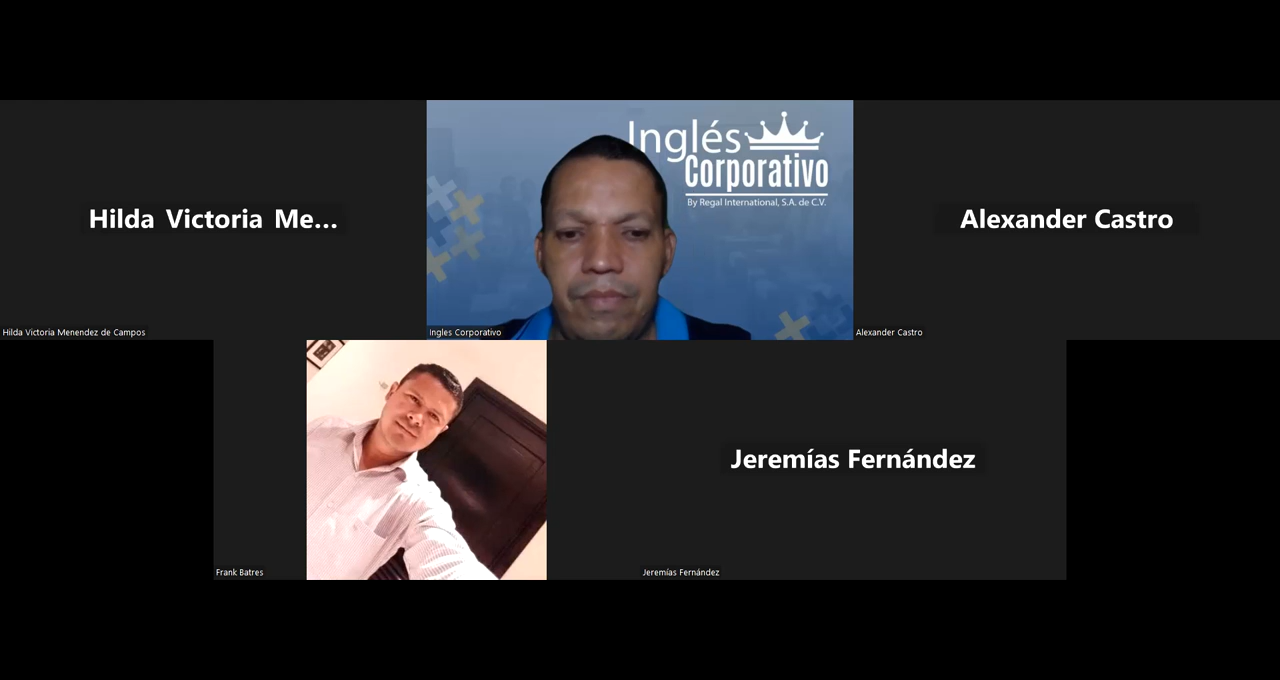 Hilda Victoria Me...
Hilda Victoria Menendez de Campos
Inglés
Corporativo
By Regal International, S.A. de C.V.
Ingles Corporativo
Alexander Castro
Alexander Castro
Frank Batres
Jeremías Fernández
Jeremías Fernández